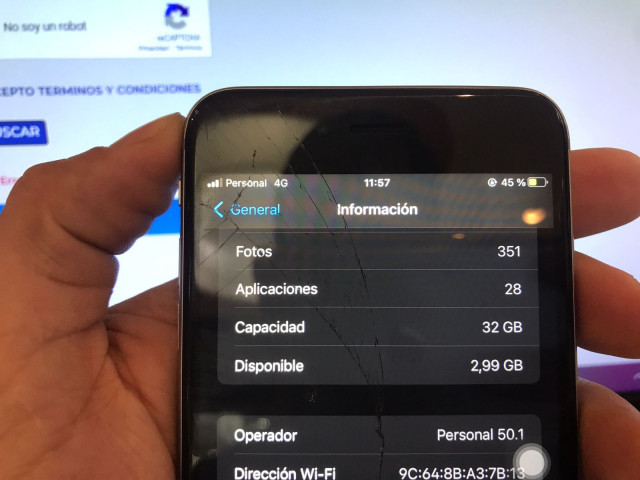 No soy un robot
reCAPTCHA
Privacidad - Términos
CEPTO TERMINOS Y CONDICIONES
USCAR
Personal 4G 11:57 45 %
General Información
Fotos 351
Aplicaciones 28
Capacidad 32 GB
Disponible 2,99 GB
Operador Personal 50.1
Dirección Wi-Fi 9C:64:8B:A3:7B:13